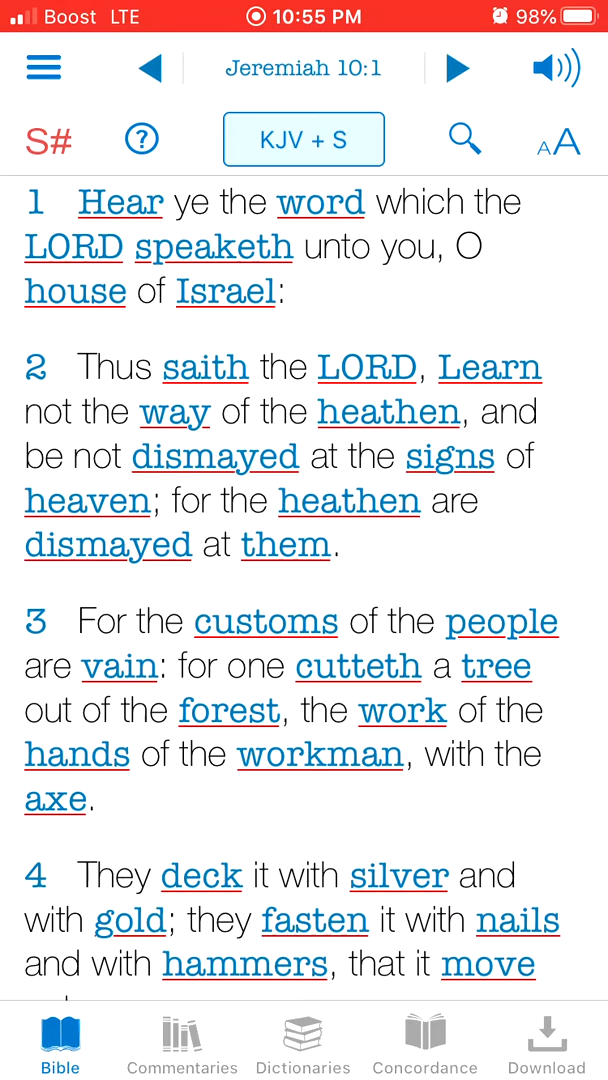 Boost LTE 10:55 PM 98%
Jeremiah 10:1
S# ? KJV + S AA
1 Hear ye the word which the
LORD speaketh unto you, O
house of Israel:
2 Thus saith the LORD, Learn
not the way of the heathen, and
be not dismayed at the signs of
heaven; for the heathen are
dismayed at them.
3 For the customs of the people
are vain: for one cutteth a tree
out of the forest, the work of the
hands of the workman, with the
axe.
4 They deck it with silver and
with gold; they fasten it with nails
and with hammers, that it move
Bible Commentaries Dictionaries Concordance Download